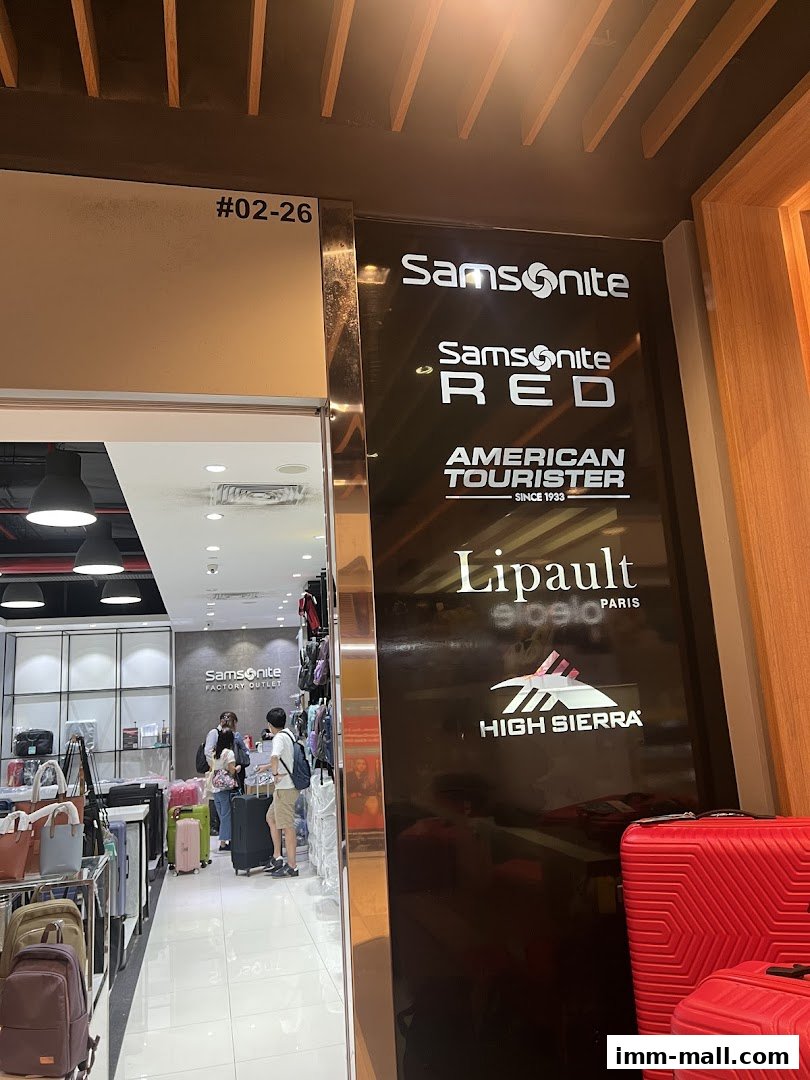 #02-26
Samsonite
Samsonite
RED
AMERICAN
TOURISTER
SINCE 1933
Lipault
PARIS
HIGH SIERRA
Samsonite
FACTORY OUTLET
imm-mall.com